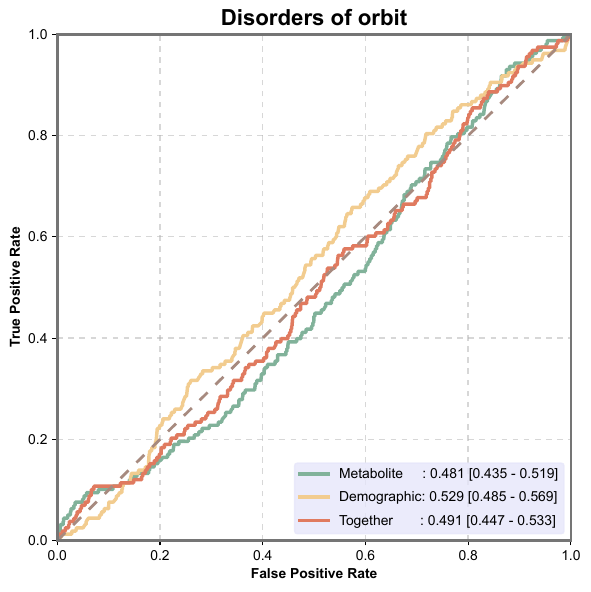 Disorders of orbit
1.0
0.8
0.6
0.4
0.2
0.0
True Positive Rate
Metabolite : 0.481 [0.435 - 0.519]
Demographic: 0.529 [0.485 - 0.569]
Together : 0.491 [0.447 - 0.533]
0.0 0.2 0.4 0.6 0.8 1.0
False Positive Rate